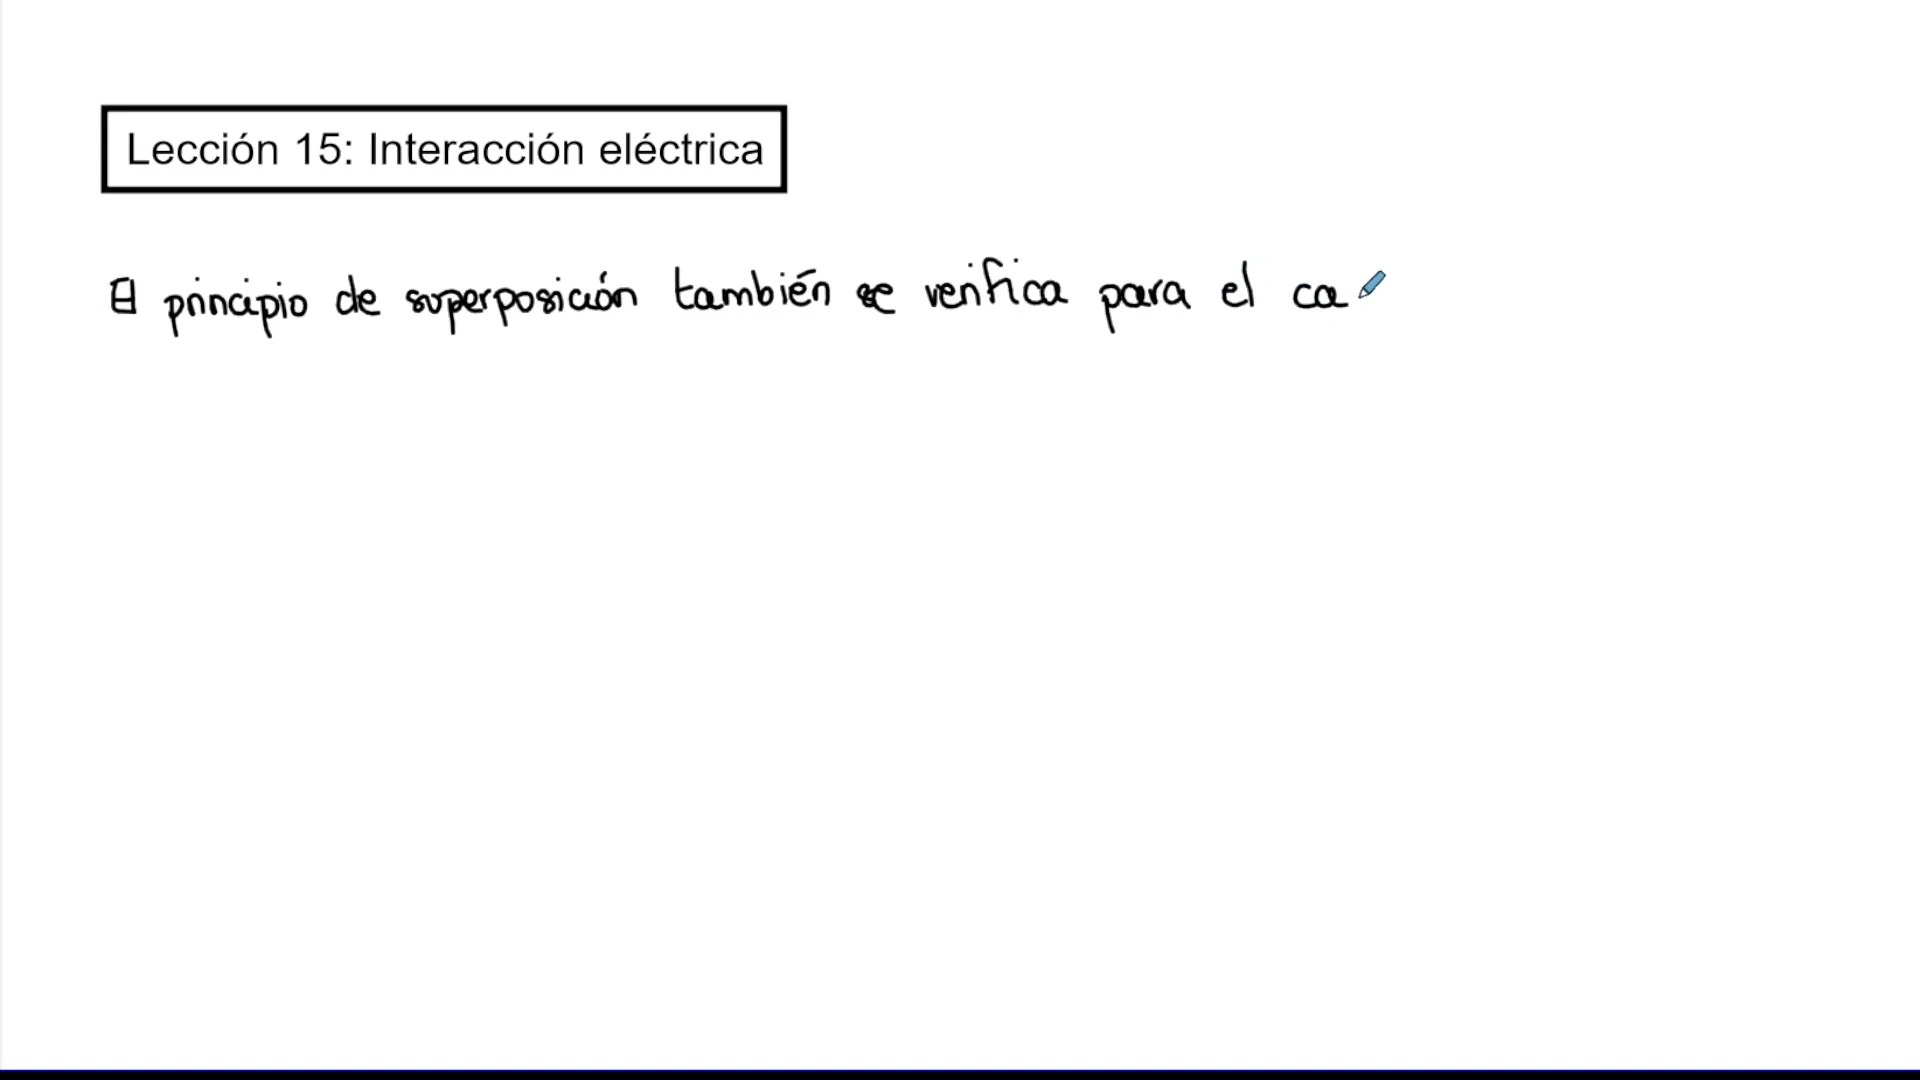 Lección 15: Interacción eléctrica
El principio de superposición también se verifica para el ca